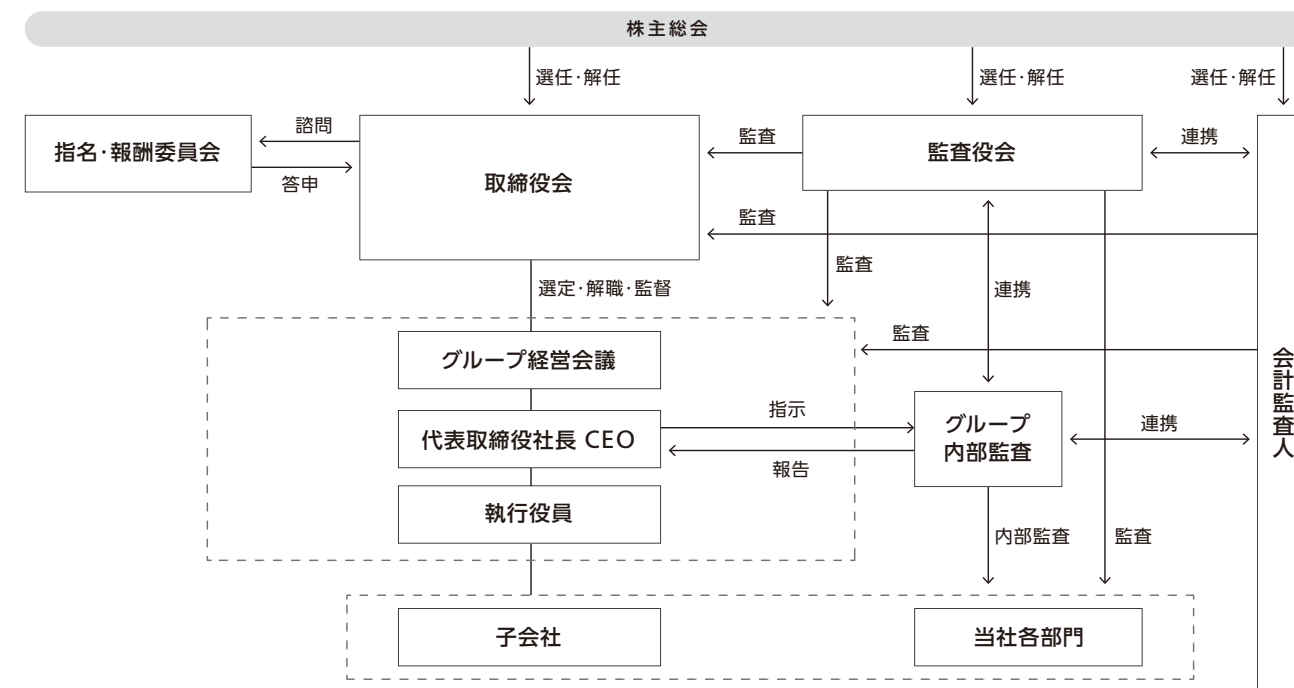 株主総会
選任・解任
選任・解任
選任・解任
指名・報酬委員会
諮問
答申
取締役会
監査
監査役会
連携
監査
監査
選定・解職・監督
連携
監査
グループ経営会議
代表取締役社長 CEO
執行役員
指示
報告
グループ
内部監査
連携
会計監査人
内部監査
監査
子会社
当社各部門